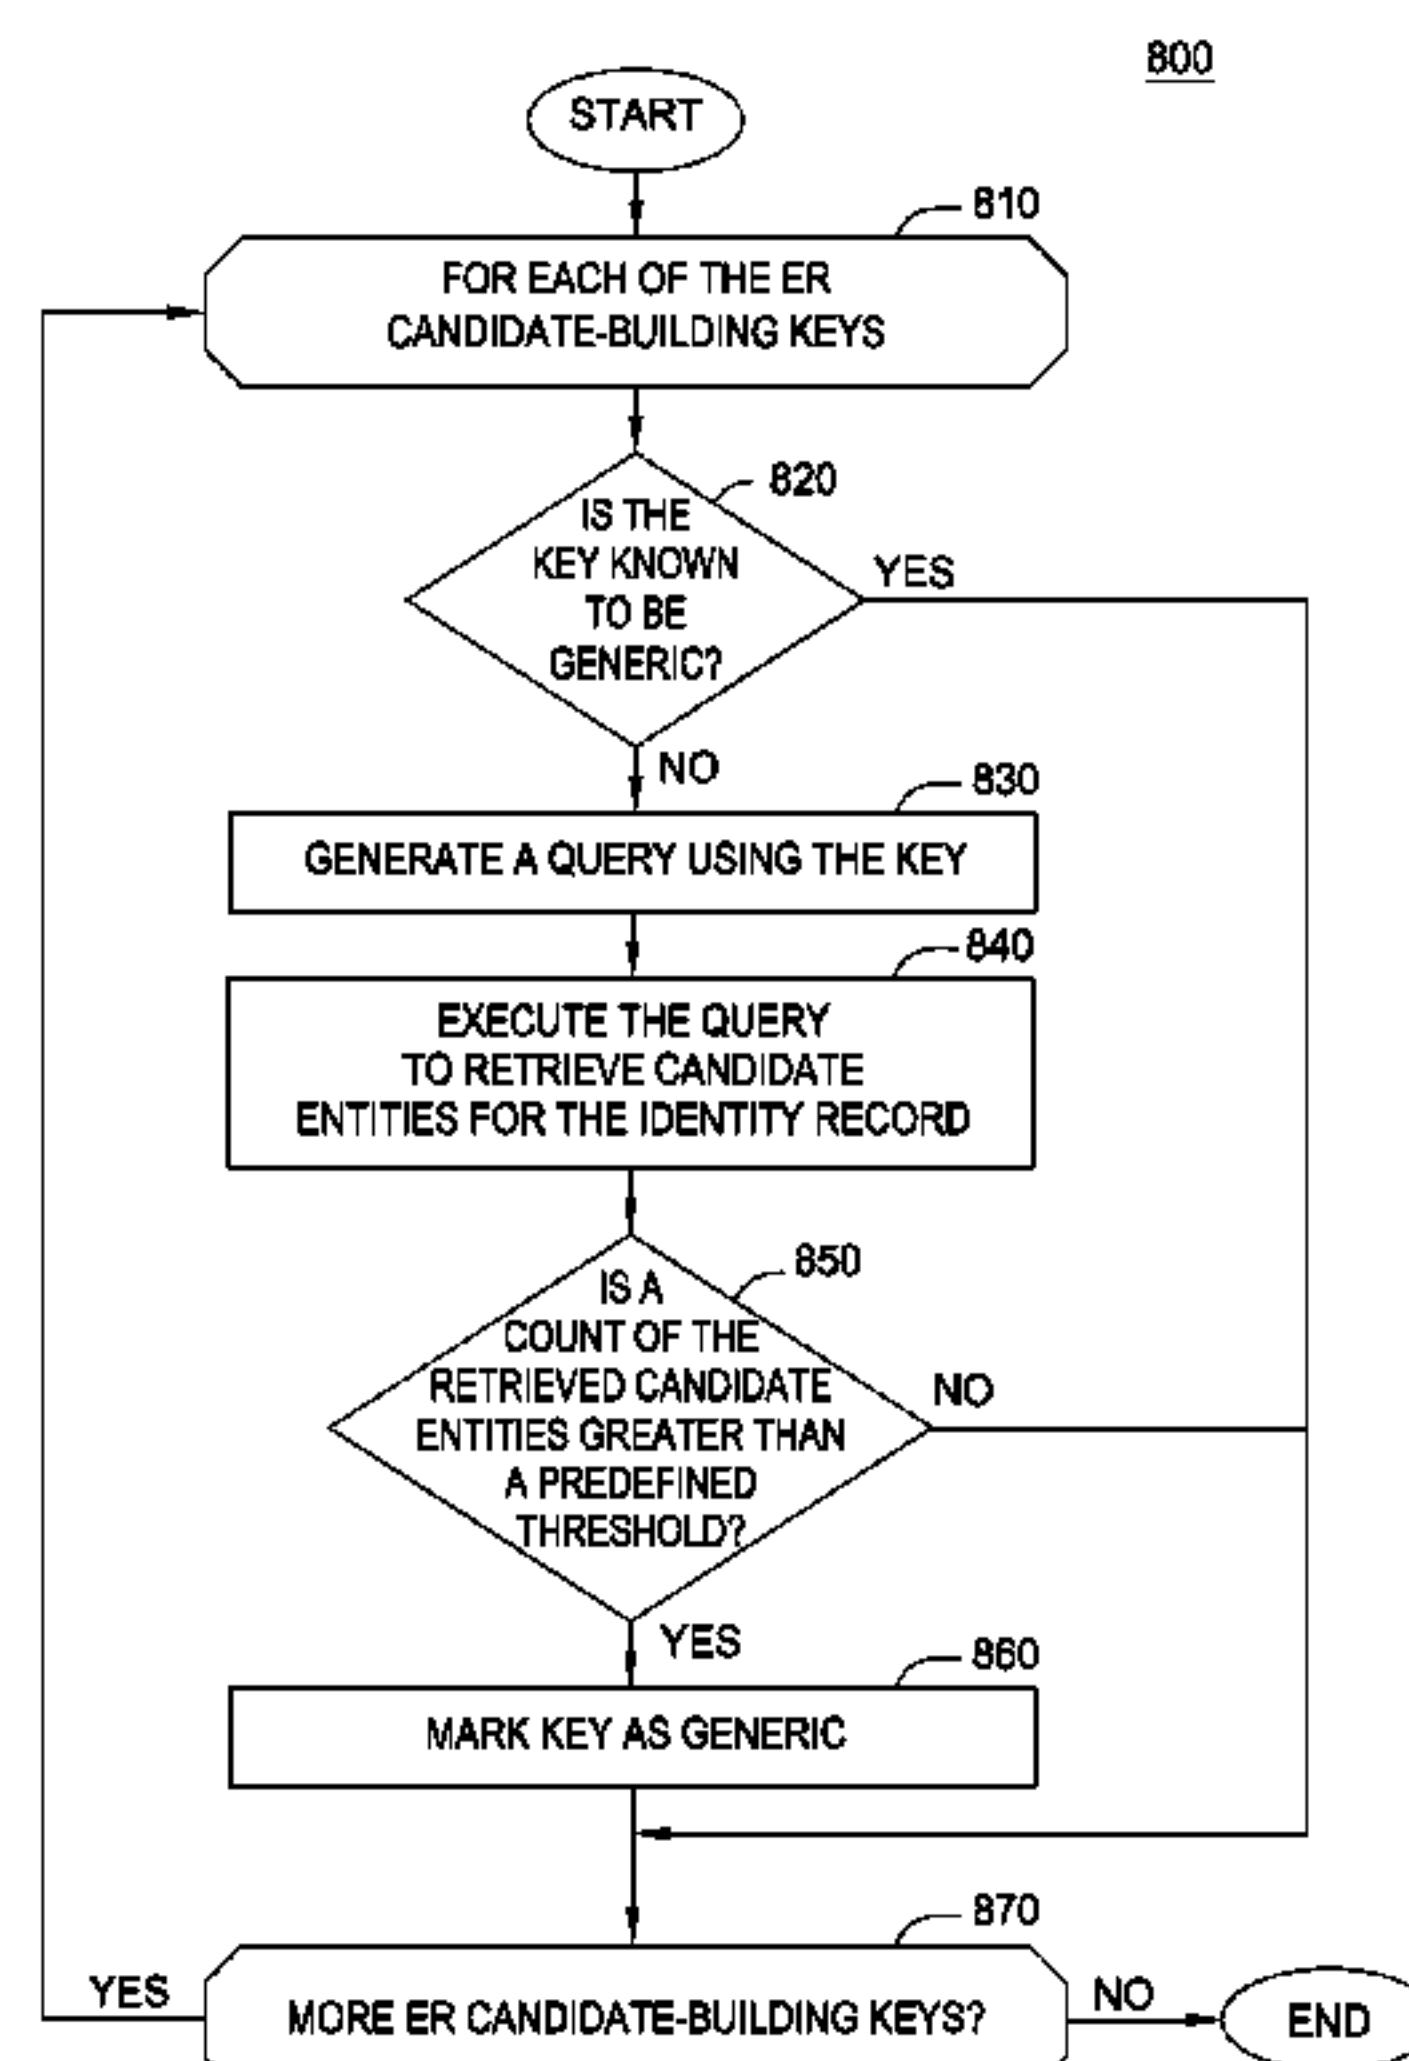 800
START
810
FOR EACH OF THE ER
CANDIDATE-BUILDING KEYS
820
IS THE
KEY KNOWN
TO BE
GENERIC?
YES
NO
830
GENERATE A QUERY USING THE KEY
840
EXECUTE THE QUERY
TO RETRIEVE CANDIDATE
ENTITIES FOR THE IDENTITY RECORD
850
IS A
COUNT OF THE
RETRIEVED CANDIDATE
ENTITIES GREATER THAN
A PREDEFINED
THRESHOLD?
NO
YES
860
MARK KEY AS GENERIC
870
YES
MORE ER CANDIDATE-BUILDING KEYS?
NO
END